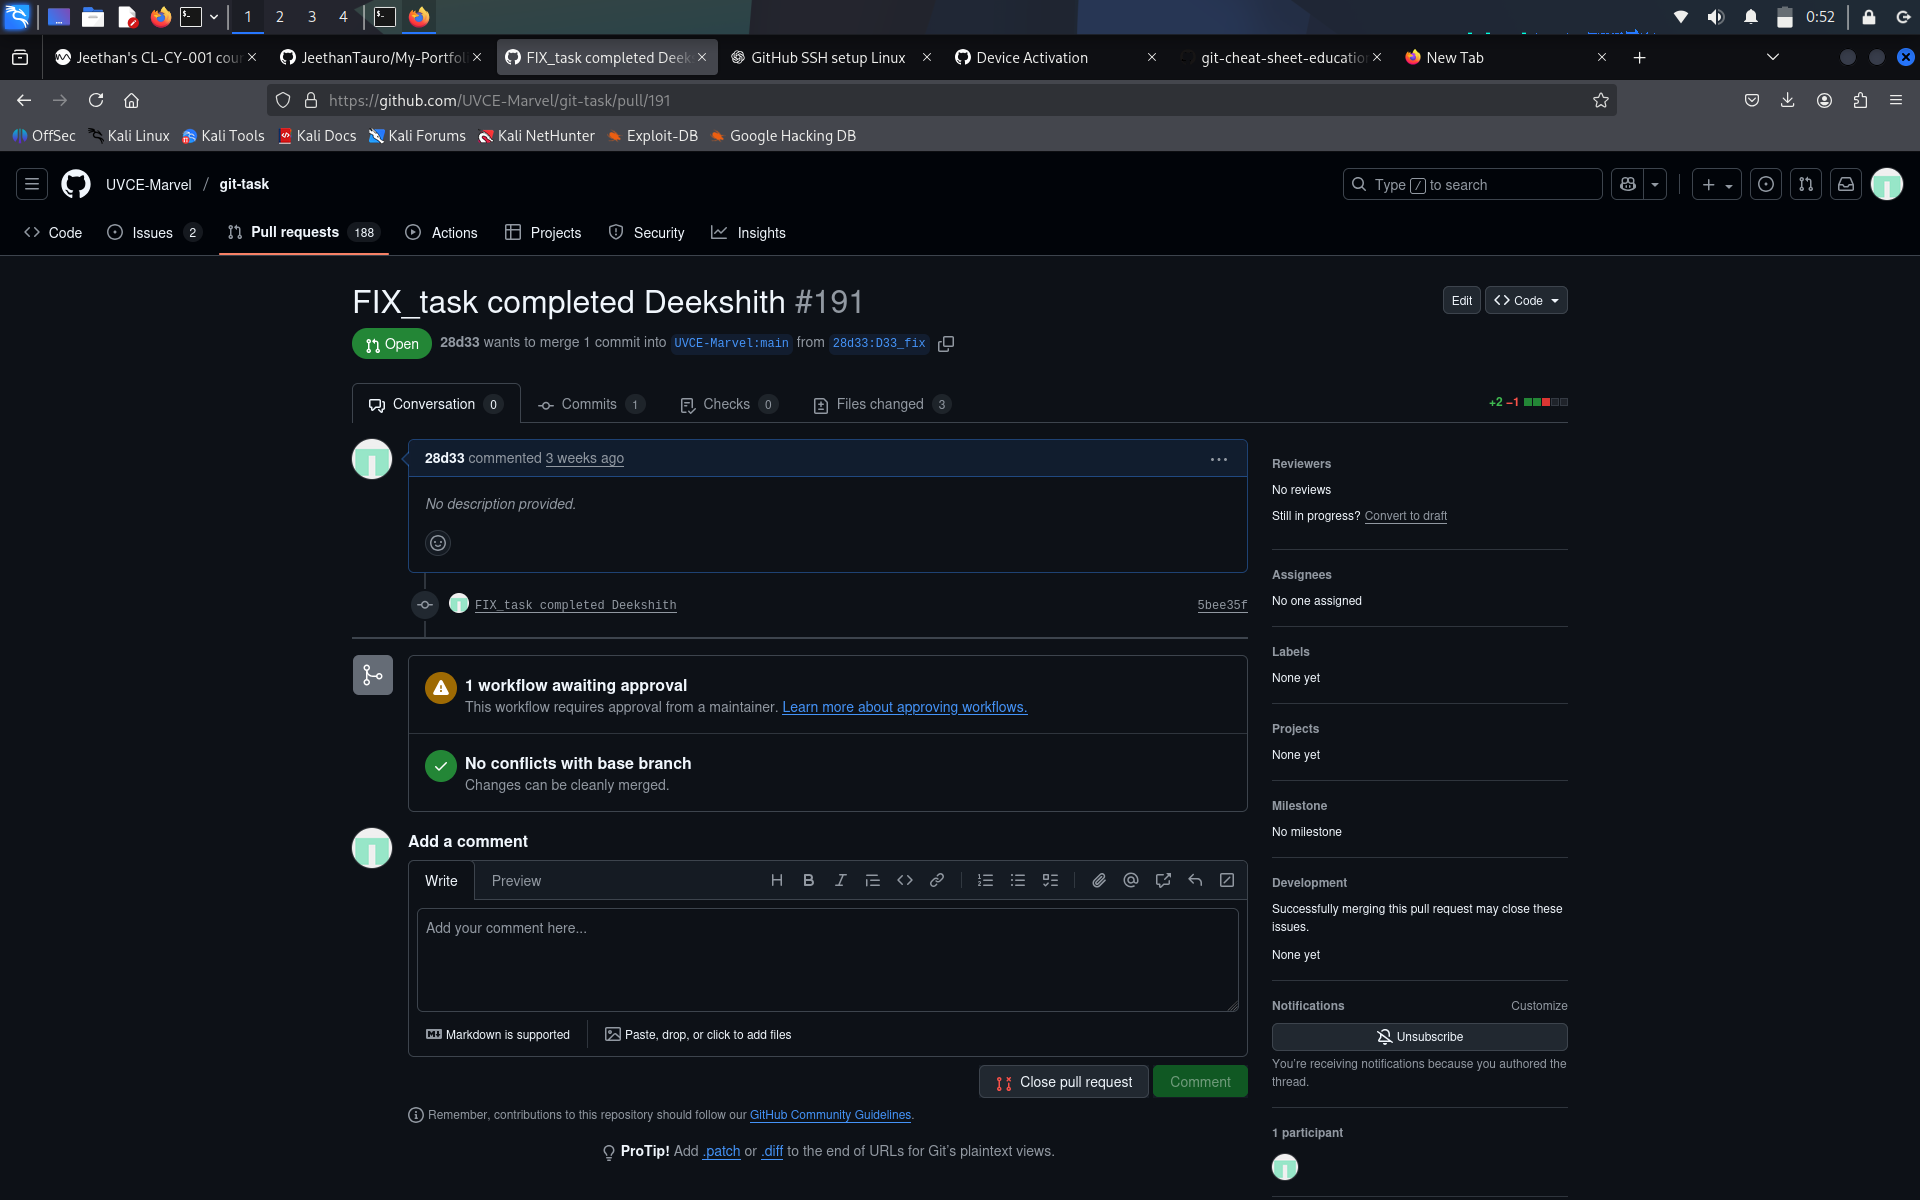 1 2 3 4 0:52
Jeethan's CL-CY-001 cour
JeethanTauro/My-Portfol
FIX_task completed Deeks
GitHub SSH setup Linux
Device Activation
git-cheat-sheet-education
New Tab
https://github.com/UVCE-Marvel/git-task/pull/191
OffSec Kali Linux Kali Tools Kali Docs Kali Forums Kali NetHunter Exploit-DB Google Hacking DB
UVCE-Marvel / git-task
Type / to search
Code Issues 2 Pull requests 188 Actions Projects Security Insights
FIX_task completed Deekshith #191
Edit
Code
Open
28d33 wants to merge 1 commit into UVCE-Marvel:main from 28d33:D33_fix
Conversation 0 Commits 1 Checks 0 Files changed 3
+2 −1
28d33 commented 3 weeks ago
No description provided.
FIX_task completed Deekshith
5bee35f
1 workflow awaiting approval
This workflow requires approval from a maintainer. Learn more about approving workflows.
No conflicts with base branch
Changes can be cleanly merged.
Add a comment
Write Preview
Add your comment here...
Markdown is supported
Paste, drop, or click to add files
Close pull request
Comment
Remember, contributions to this repository should follow our GitHub Community Guidelines.
ProTip! Add .patch or .diff to the end of URLs for Git's plaintext views.
Reviewers
No reviews
Still in progress? Convert to draft
Assignees
No one assigned
Labels
None yet
Projects
None yet
Milestone
No milestone
Development
Successfully merging this pull request may close these
issues.
None yet
Notifications Customize
Unsubscribe
You're receiving notifications because you authored the
thread.
1 participant